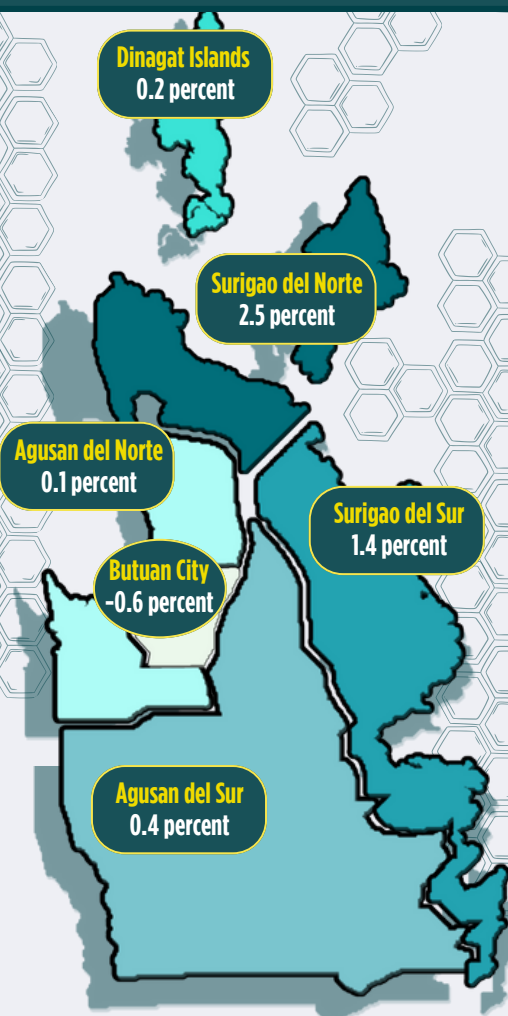 Dinagat Islands
0.2 percent
Surigao del Norte
2.5 percent
Agusan del Norte
0.1 percent
Surigao del Sur
1.4 percent
Butuan City
-0.6 percent
Agusan del Sur
0.4 percent